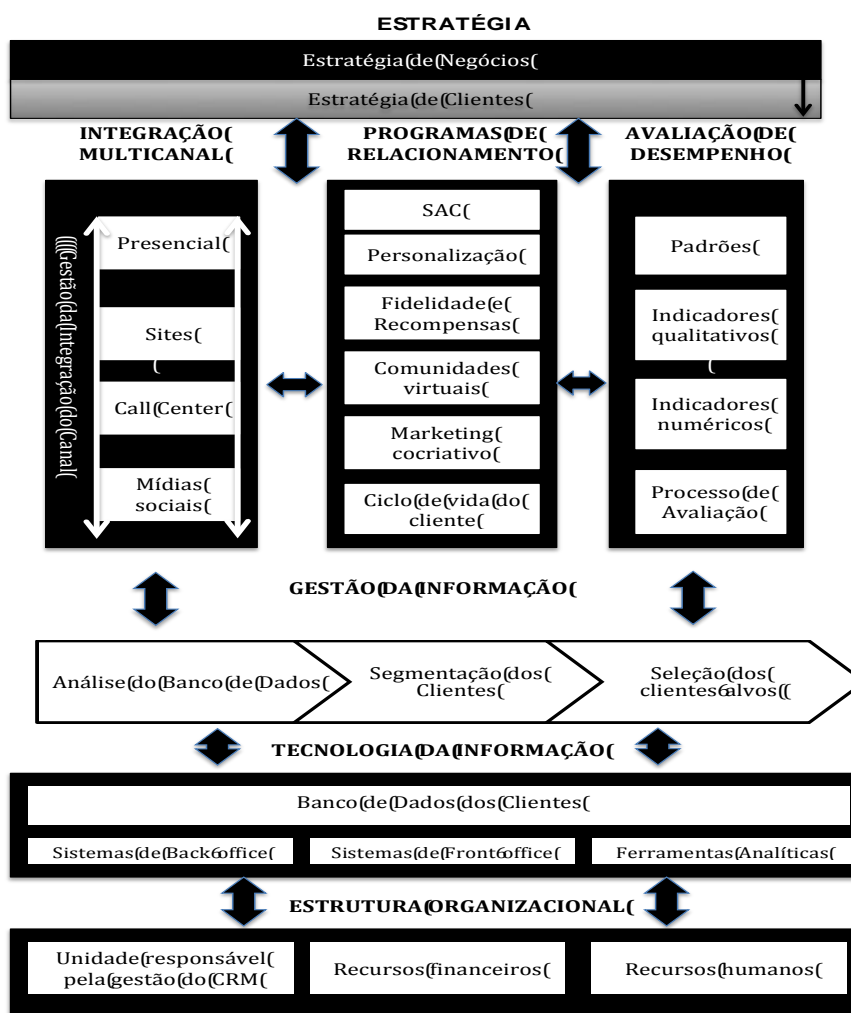 ESTRATÉGIA
Estratégia(de(Negócios(
Estratégia(de(Clientes(
INTEGRAÇÃO(
MULTICANAL(
PROGRAMAS(DE(
RELACIONAMENTO(
AVALIAÇÃO(DE(
DESEMPENHO(
(((((Gestão(da(Integração(do(Canal(
Presencial(
Sites(
(
Call(Center(
Mídias(
sociais(
SAC(
Personalização(
Fidelidade(e(
Recompensas(
Comunidades(
virtuais(
Marketing(
cocriativo(
Ciclo(de(vida(do(
cliente(
Padrões(
Indicadores(
qualitativos(
(
Indicadores(
numéricos(
Processo(de(
Avaliação(
GESTÃO(DA(INFORMAÇÃO(
Análise(do(Banco(de(Dados(
Segmentação(dos(
Clientes(
Seleção(dos(
clientes6alvos((
TECNOLOGIA(DA(INFORMAÇÃO(
Banco(de(Dados(dos(Clientes(
Sistemas(de(Back6office(
Sistemas(de(Front6office(
Ferramentas(Analíticas(
ESTRUTURA(ORGANIZACIONAL(
Unidade(responsável(
pela(gestão(do(CRM(
Recursos(financeiros(
Recursos(humanos(